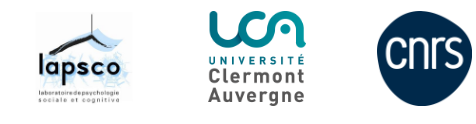 lapsco
laboratoiredepsychologie
sociale et cognitive
uca
UNIVERSITÉ
Clermont
Auvergne
cnrs